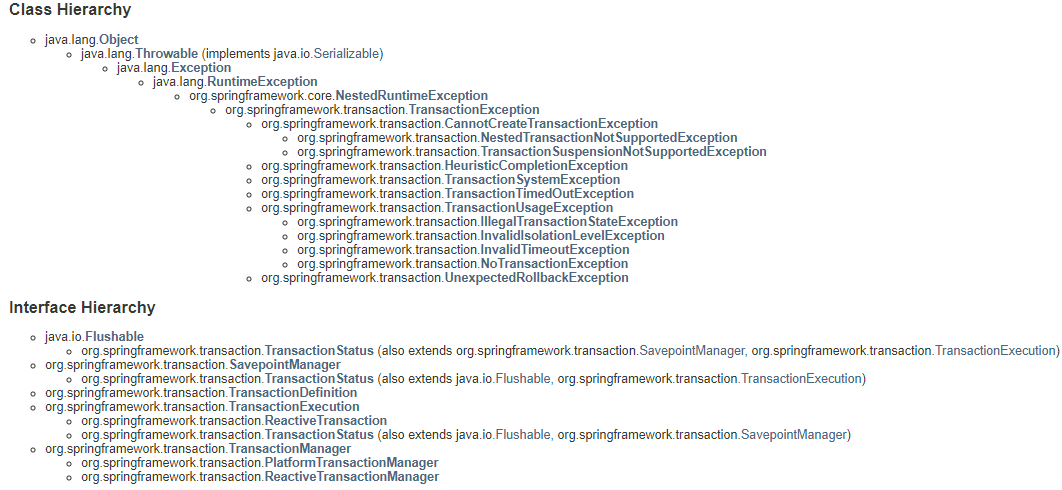 Class Hierarchy
java.lang.Object
java.lang.Throwable (implements java.io.Serializable)
java.lang.Exception
java.lang.RuntimeException
org.springframework.core.NestedRuntimeException
org.springframework.transaction.TransactionException
org.springframework.transaction.CannotCreateTransactionException
org.springframework.transaction.NestedTransactionNotSupportedException
org.springframework.transaction.TransactionSuspensionNotSupportedException
org.springframework.transaction.HeuristicCompletionException
org.springframework.transaction.TransactionSystemException
org.springframework.transaction.TransactionTimedOutException
org.springframework.transaction.TransactionUsageException
org.springframework.transaction.IllegalTransactionStateException
org.springframework.transaction.InvalidIsolationLevelException
org.springframework.transaction.InvalidTimeoutException
org.springframework.transaction.NoTransactionException
org.springframework.transaction.UnexpectedRollbackException
Interface Hierarchy
java.io.Flushable
org.springframework.transaction.TransactionStatus (also extends org.springframework.transaction.SavepointManager, org.springframework.transaction.TransactionExecution)
org.springframework.transaction.SavepointManager
org.springframework.transaction.TransactionStatus (also extends java.io.Flushable, org.springframework.transaction.TransactionExecution)
org.springframework.transaction.TransactionDefinition
org.springframework.transaction.TransactionExecution
org.springframework.transaction.ReactiveTransaction
org.springframework.transaction.TransactionStatus (also extends java.io.Flushable, org.springframework.transaction.SavepointManager)
org.springframework.transaction.TransactionManager
org.springframework.transaction.PlatformTransactionManager
org.springframework.transaction.ReactiveTransactionManager